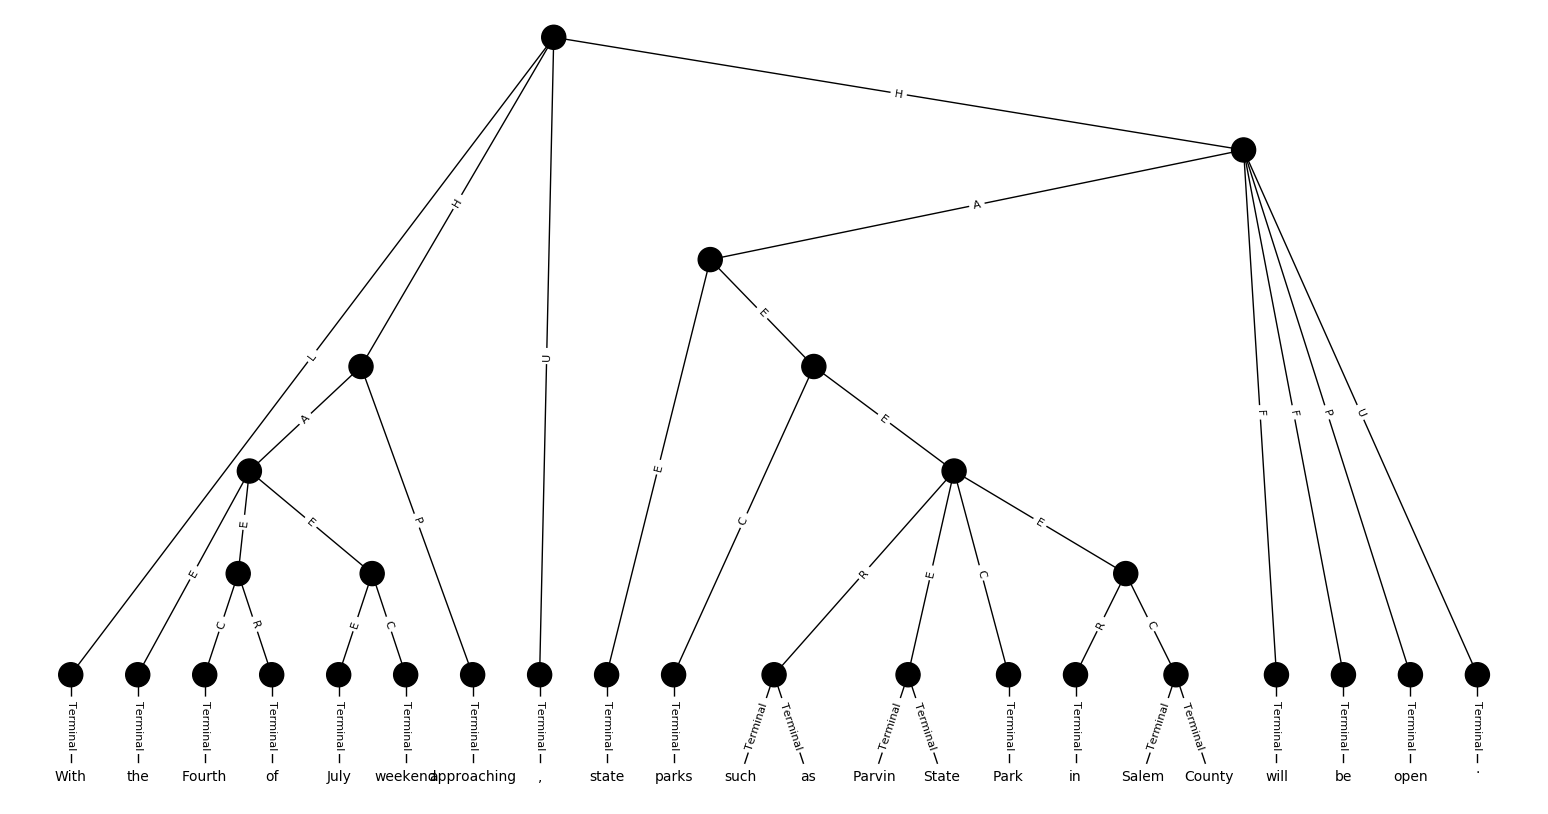 H
A
H
E
L
U
A
E
F
F
P
U
E
E
E
P
C
E
E
R
E
C
C
R
E
C
R
C
Terminal Terminal Terminal Terminal Terminal Terminal Terminal Terminal Terminal Terminal Terminal Terminal Terminal Terminal Terminal Terminal Terminal Terminal Terminal Terminal Terminal Terminal
With the Fourth of July weekend approaching , state parks such as Parvin State Park in Salem County will be open .